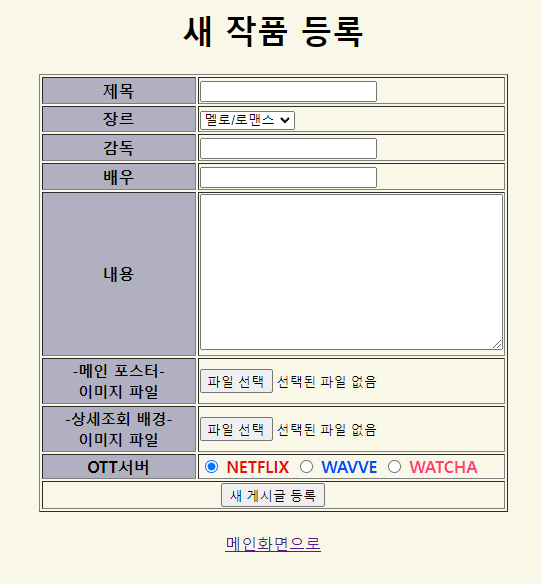 새 작품 등록
제목
장르 멜로/로맨스
감독
배우
내용
-메인 포스터-
이미지 파일
파일 선택 선택된 파일 없음
-상세조회 배경-
이미지 파일
파일 선택 선택된 파일 없음
OTT서버 NETFLIX WAVVE WATCHA
새 게시글 등록
메인화면으로